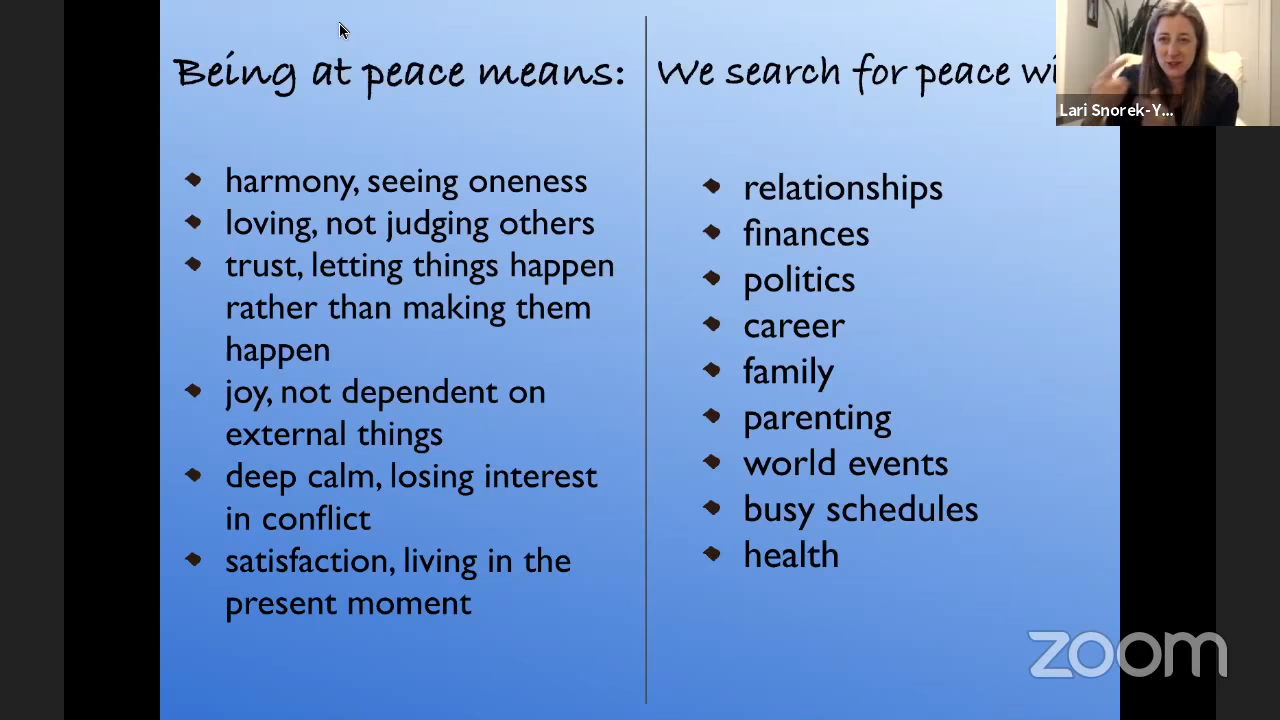 Being at peace means:
harmony, seeing oneness
loving, not judging others
trust, letting things happen
rather than making them
happen
joy, not dependent on
external things
deep calm, losing interest
in conflict
satisfaction, living in the
present moment
We search for peace wi
relationships
finances
politics
career
family
parenting
world events
busy schedules
health
Lari Snorek-Y...
zoom